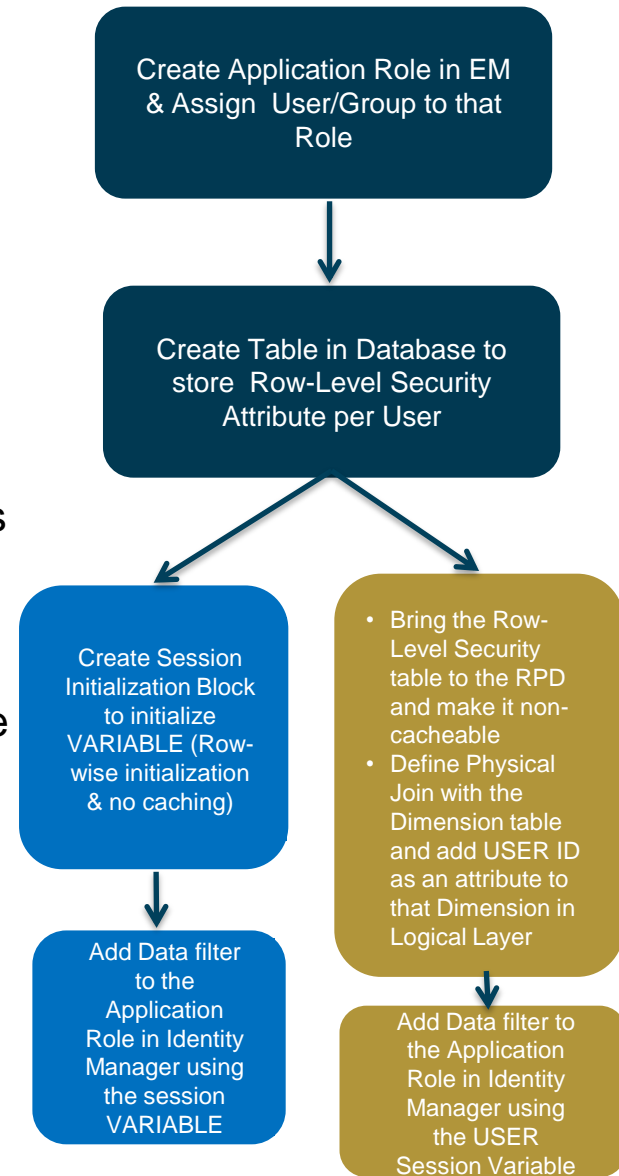 Create Application Role in EM
& Assign User/Group to that
Role
Create Table in Database to
store Row-Level Security
Attribute per User
s
e
Create Session
Initialization Block
to initialize
VARIABLE (Row-
wise initialization
& no caching)
• Bring the Row-
Level Security
table to the RPD
and make it non-
cacheable
• Define Physical
Join with the
Dimension table
and add USER ID
as an attribute to
that Dimension in
Logical Layer
Add Data filter
to the
Application
Role in Identity
Manager using
the session
VARIABLE
Add Data filter to
the Application
Role in Identity
Manager using
the USER
Session Variable